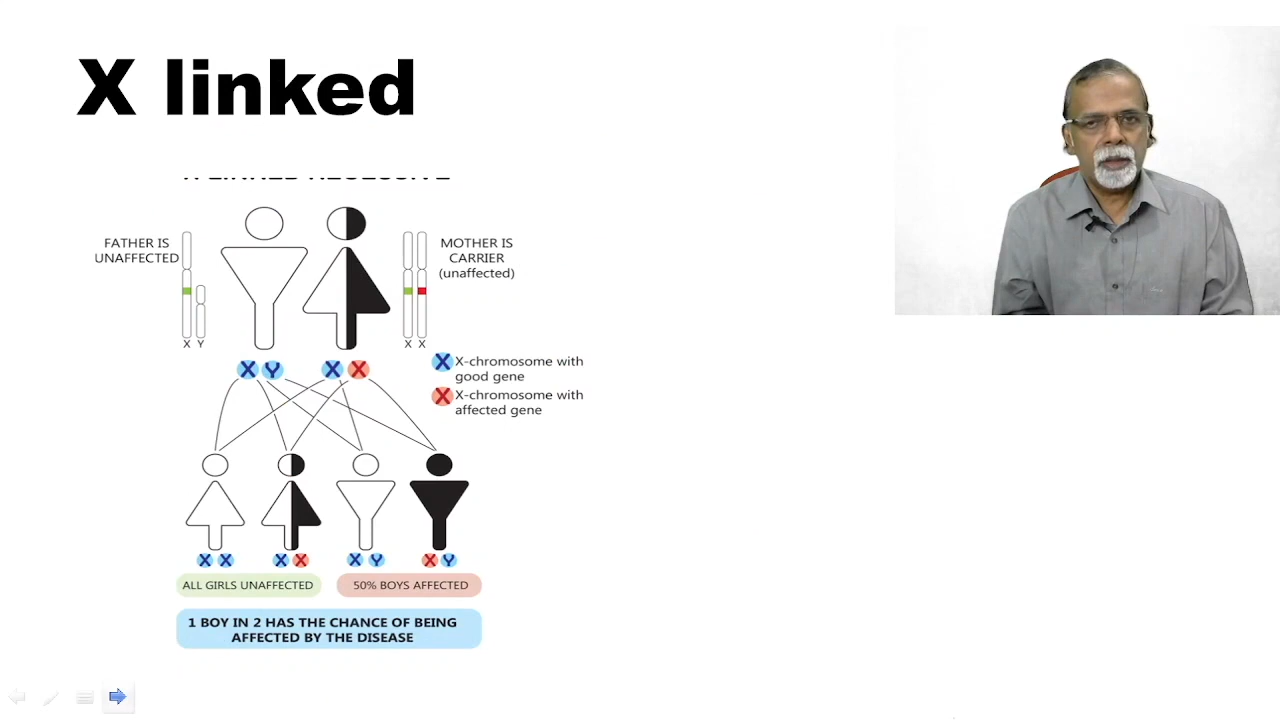 X linked
FATHER IS
UNAFFECTED
MOTHER IS
CARRIER
(unaffected)
X Y
X X
X Y X X
X X-chromosome with
good gene
X X-chromosome with
affected gene
X X X X X Y X Y
ALL GIRLS UNAFFECTED
50% BOYS AFFECTED
1 BOY IN 2 HAS THE CHANCE OF BEING
AFFECTED BY THE DISEASE